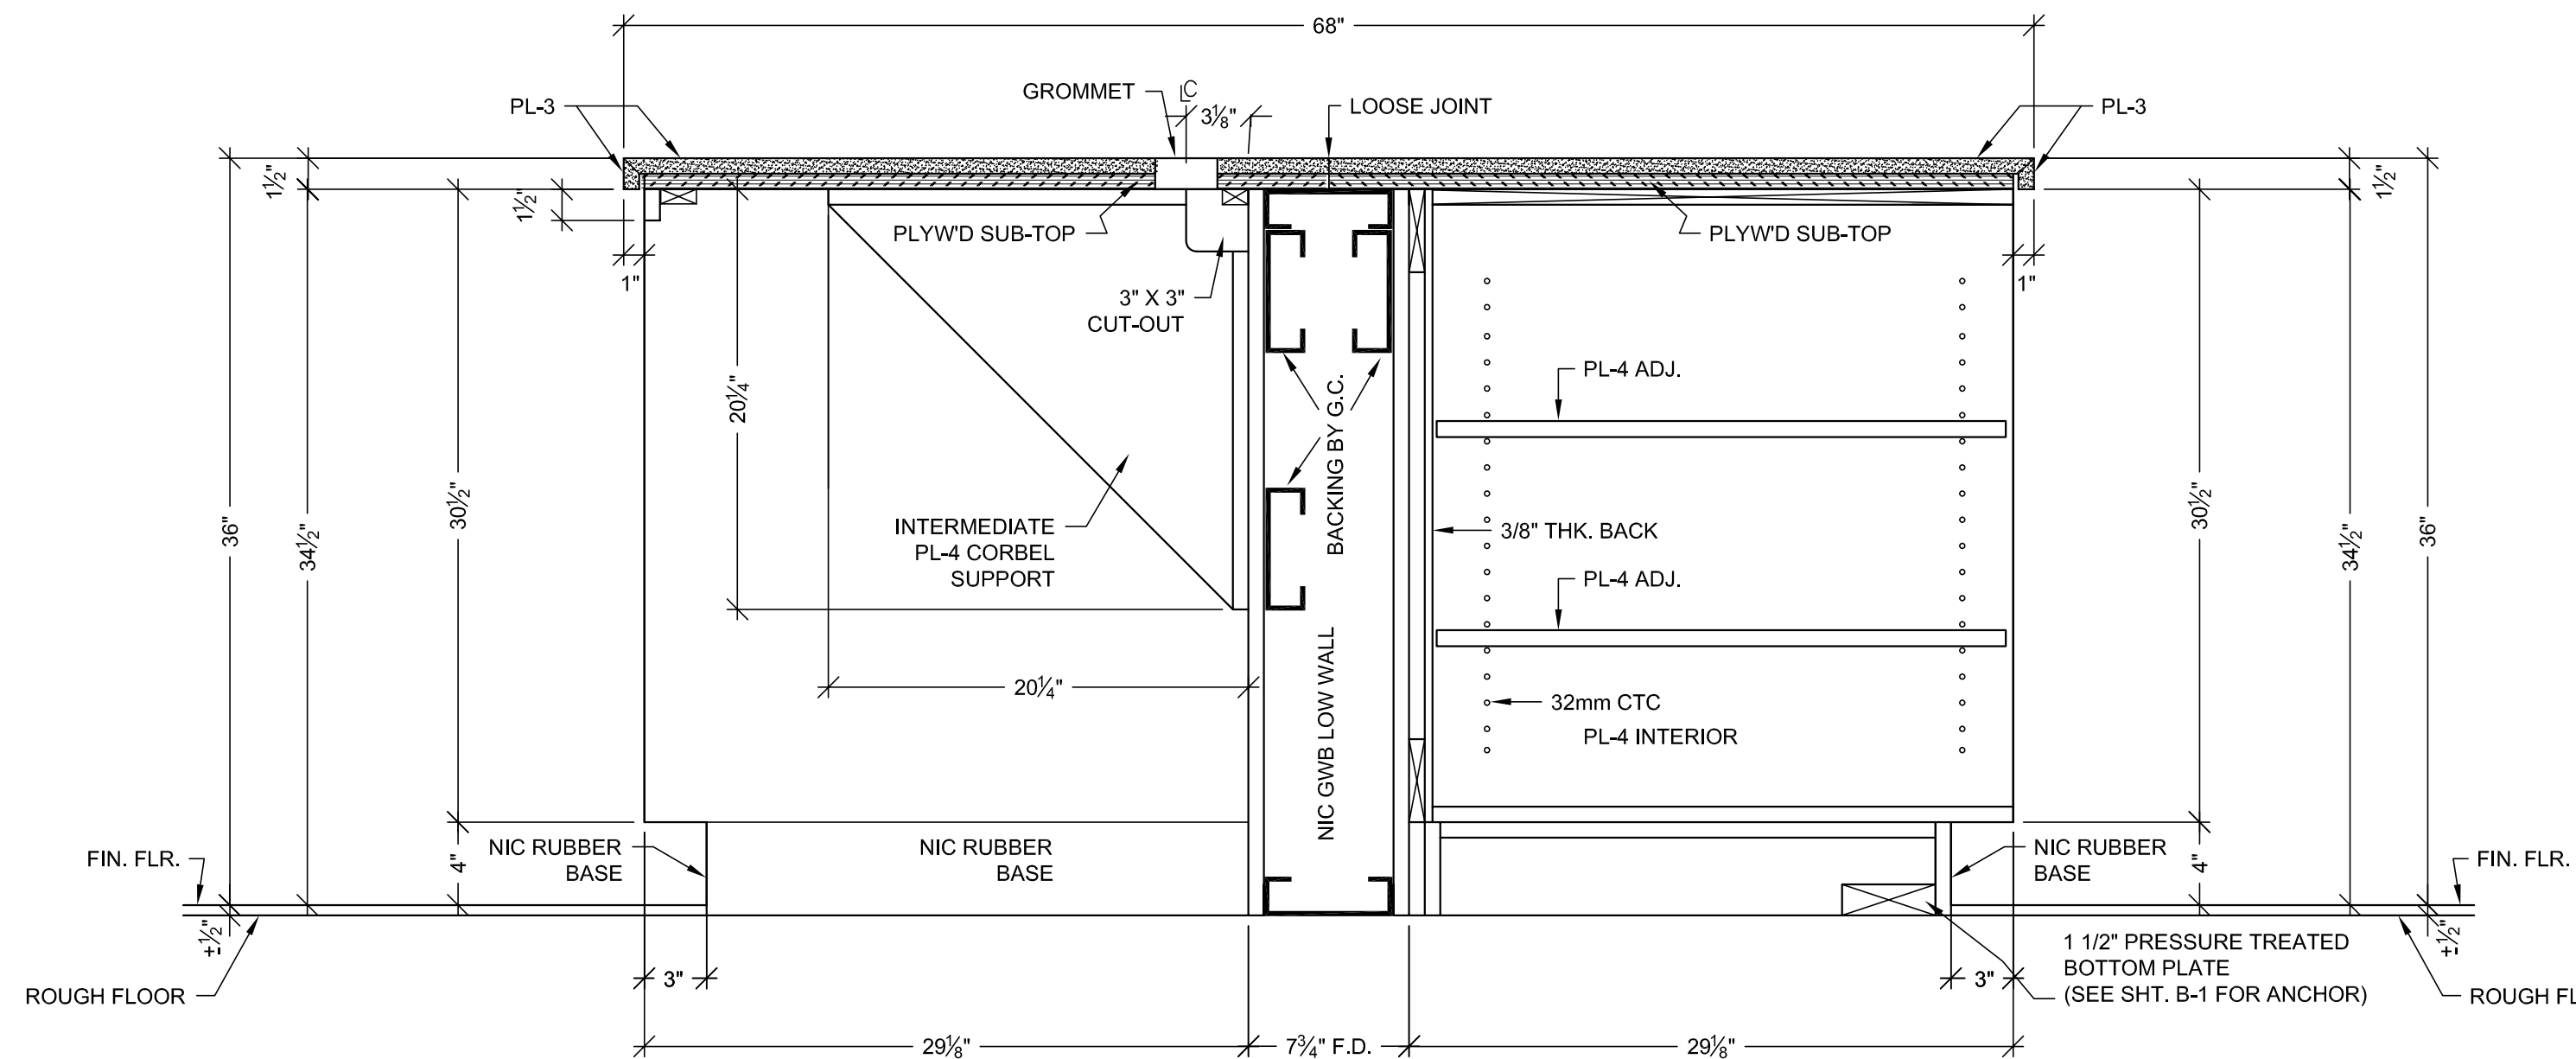 68"
GROMMET
CL
3⅛"
LOOSE JOINT
PL-3
PL-3
1½"
1½"
1½"
PLYW'D SUB-TOP
PLYW'D SUB-TOP
1"
1"
3" X 3"
CUT-OUT
PL-4 ADJ.
20¼"
BACKING BY G.C.
36"
34½"
30½"
INTERMEDIATE
PL-4 CORBEL
SUPPORT
3/8" THK. BACK
30½"
34½"
36"
PL-4 ADJ.
20¼"
NIC GWB LOW WALL
32mm CTC
PL-4 INTERIOR
FIN. FLR.
4"
NIC RUBBER
BASE
NIC RUBBER
BASE
NIC RUBBER
BASE
4"
FIN. FLR.
±½"
±½"
ROUGH FLOOR
3"
3"
1 1/2" PRESSURE TREATED
BOTTOM PLATE
(SEE SHT. B-1 FOR ANCHOR)
ROUGH FL
29⅛"
7¾" F.D.
29⅛"